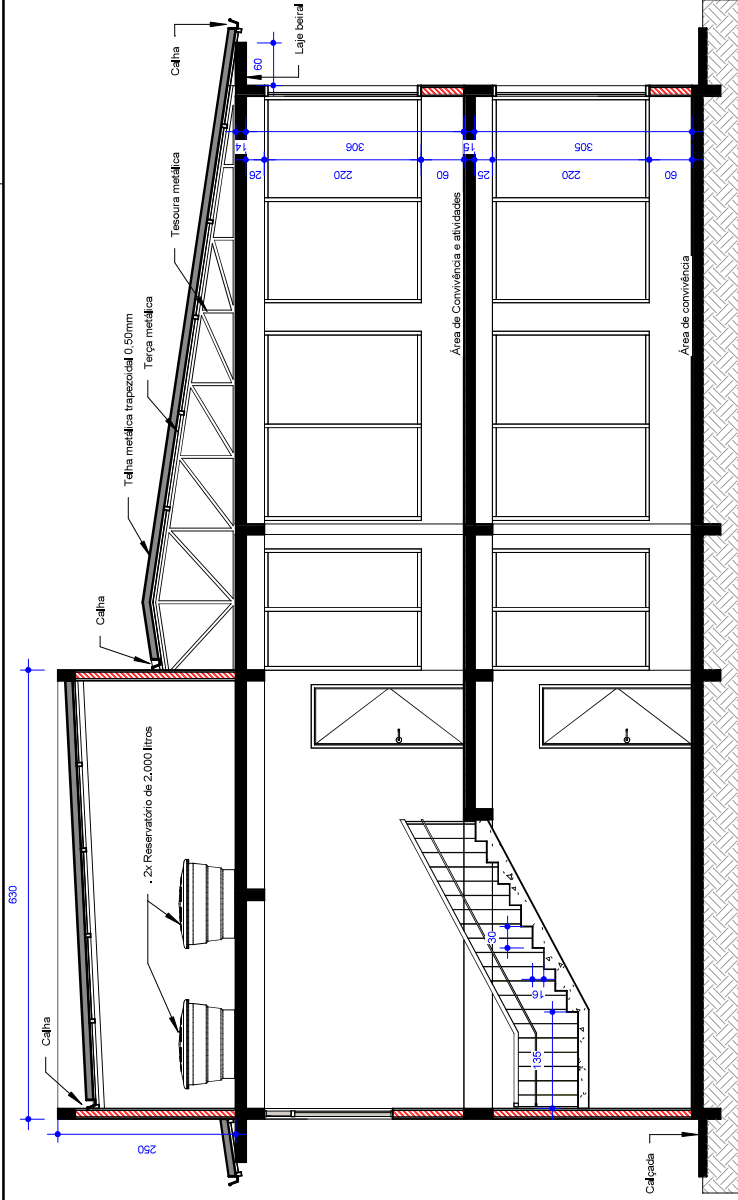 630
250
Calha
. 2x Reservatório de 2.000 litros
Calha
Telha metálica trapezoidal 0,50mm
Terça metálica
Tesoura metálica
Calha
Laje beiral
60
14
26
306
220
60
Área de Convivência e atividades
15
25
305
220
60
Área de convivência
30
16
135
Calçada